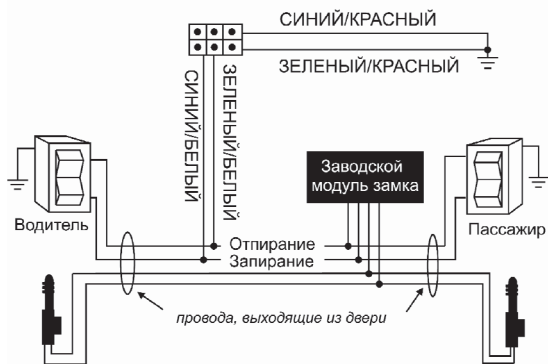 СИНИЙ/КРАСНЫЙ
ЗЕЛЕНЫЙ/КРАСНЫЙ
СИНИЙ/БЕЛЫЙ
ЗЕЛЕНЫЙ/БЕЛЫЙ
Заводской
модуль замка
Водитель
Пассажир
Отпирание
Запирание
провода, выходящие из двери